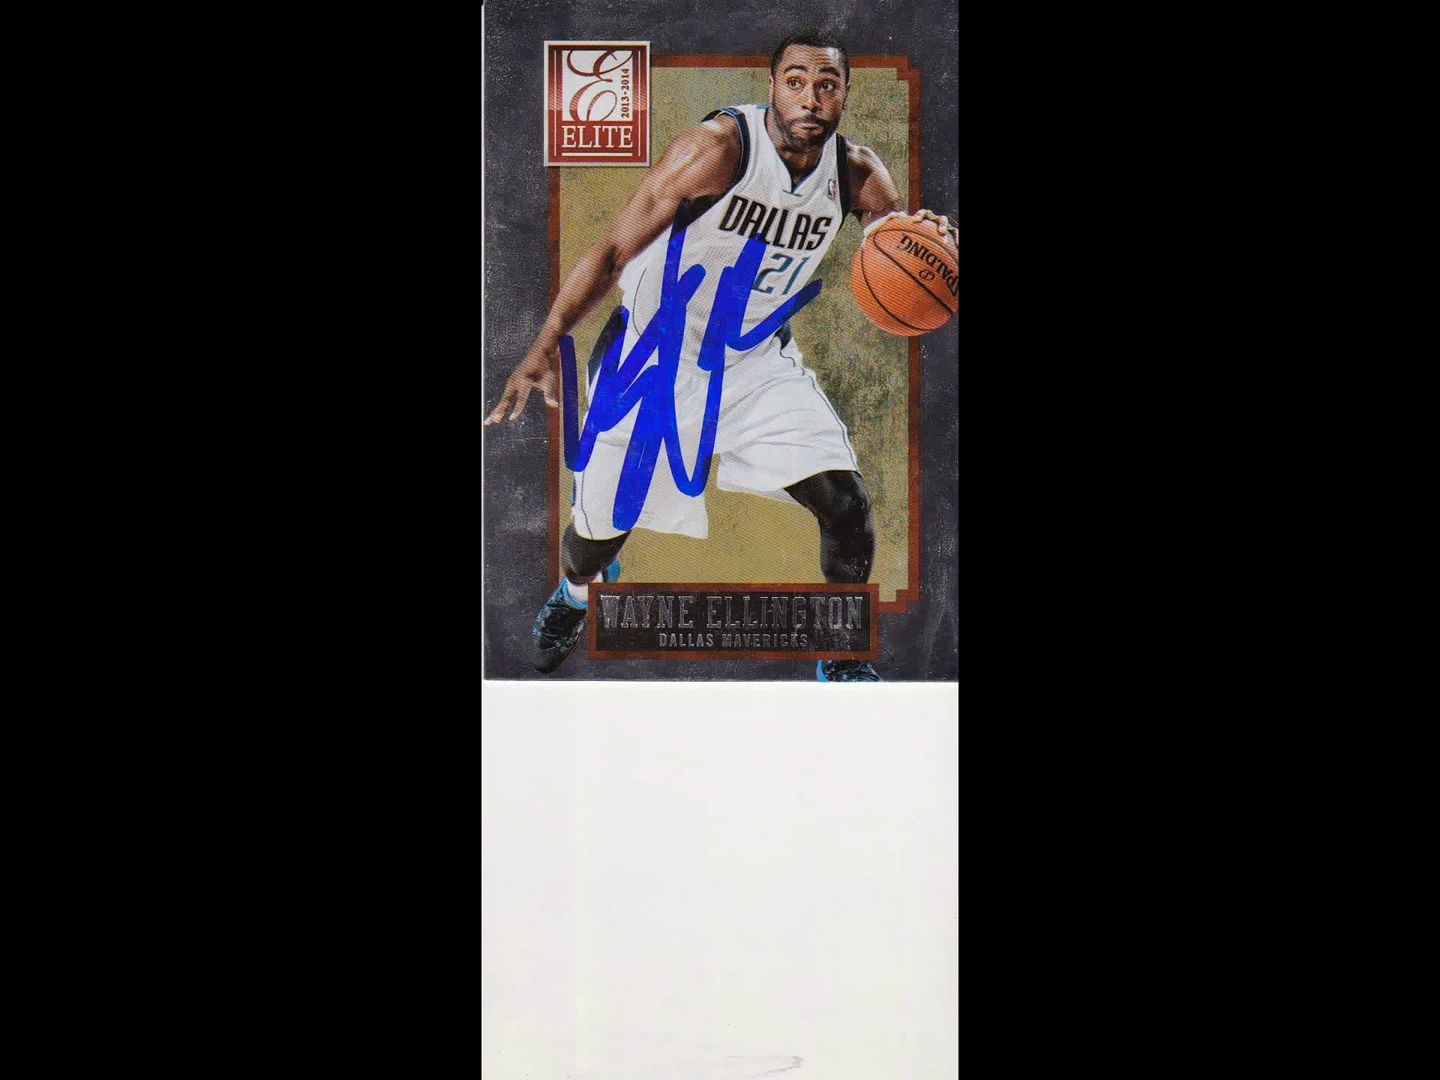 2013-2014
ELITE
DALLAS
21
SPALDING
WAYNE ELLINGTON
DALLAS MAVERICKS